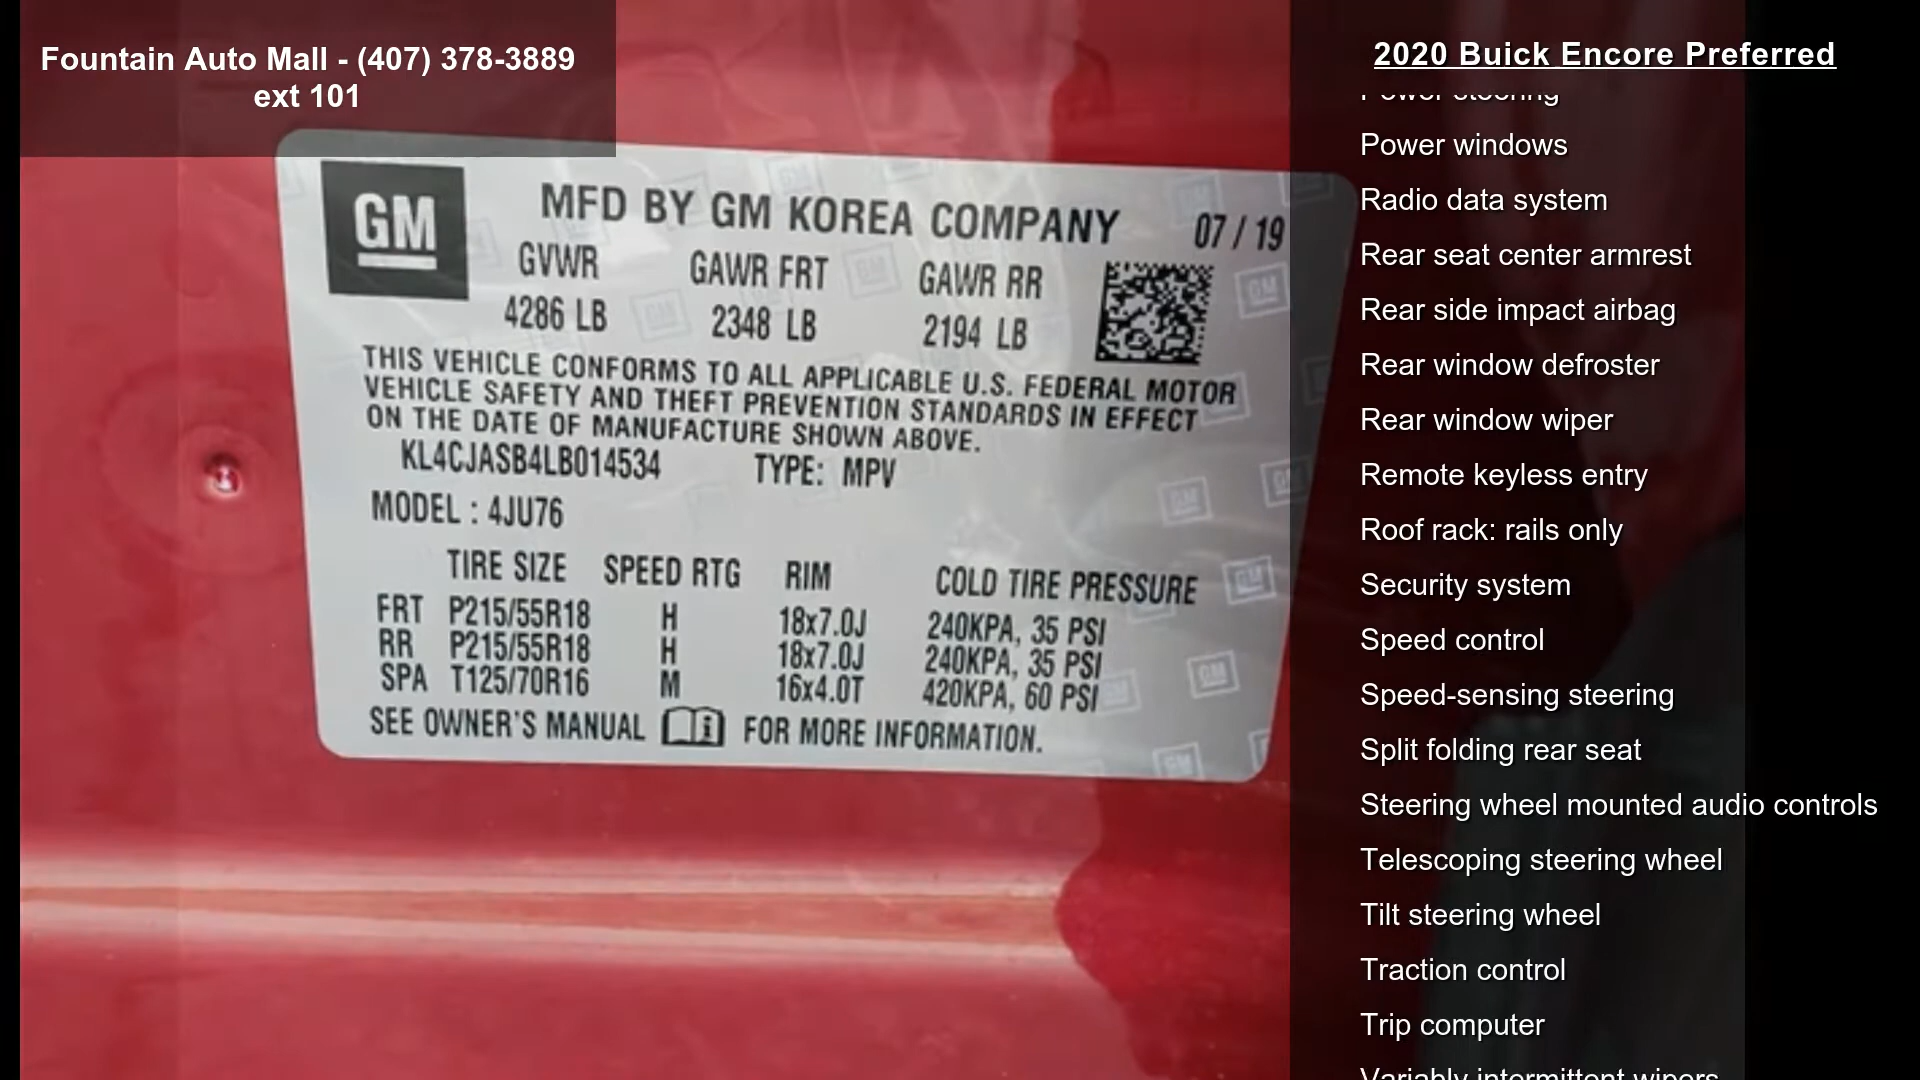 Fountain Auto Mall - (407) 378-3889
ext 101
GM
MFD BY GM KOREA COMPANY 07 / 19
GVWR GAWR FRT GAWR RR
4286 LB 2348 LB 2194 LB
THIS VEHICLE CONFORMS TO ALL APPLICABLE U.S. FEDERAL MOTOR
VEHICLE SAFETY AND THEFT PREVENTION STANDARDS IN EFFECT
ON THE DATE OF MANUFACTURE SHOWN ABOVE.
KL4CJASB4LB014534 TYPE: MPV
MODEL : 4JU76
TIRE SIZE SPEED RTG RIM COLD TIRE PRESSURE
FRT P215/55R18 H 18x7.0J 240KPA, 35 PSI
RR P215/55R18 H 18x7.0J 240KPA, 35 PSI
SPA T125/70R16 M 16x4.0T 420KPA, 60 PSI
SEE OWNER'S MANUAL FOR MORE INFORMATION.
2020 Buick Encore Preferred
Power steering
Power windows
Radio data system
Rear seat center armrest
Rear side impact airbag
Rear window defroster
Rear window wiper
Remote keyless entry
Roof rack: rails only
Security system
Speed control
Speed-sensing steering
Split folding rear seat
Steering wheel mounted audio controls
Telescoping steering wheel
Tilt steering wheel
Traction control
Trip computer
Variably intermittent wipers